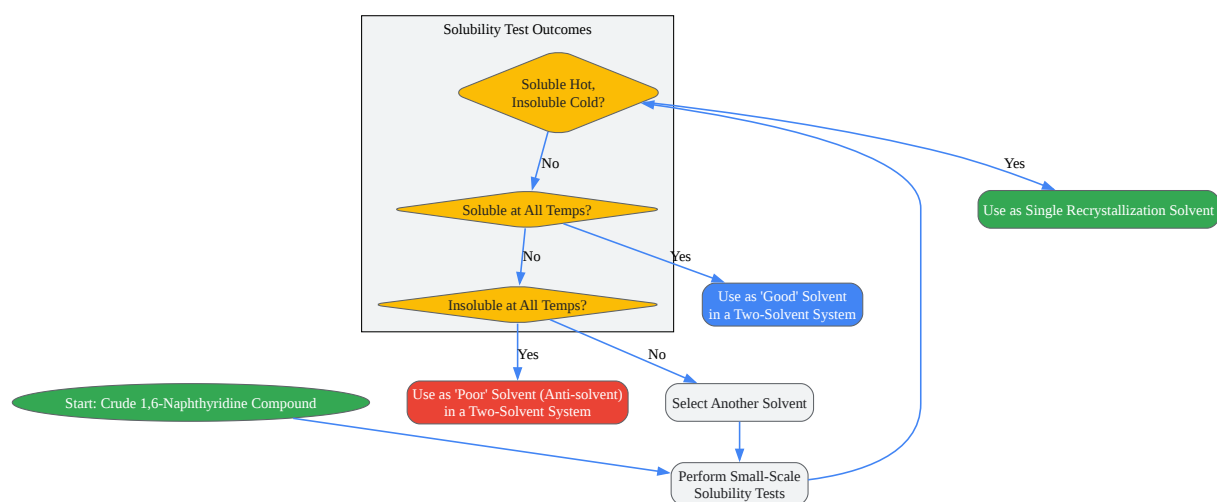 Solubility Test Outcomes
Soluble Hot,
Insoluble Cold?
Yes
No
Use as Single Recrystallization Solvent
Soluble at All Temps?
No
Yes
Insoluble at All Temps?
Use as 'Good' Solvent
in a Two-Solvent System
Yes
No
Start: Crude 1,6-Naphthyridine Compound
Use as 'Poor' Solvent (Anti-solvent)
in a Two-Solvent System
Select Another Solvent
Perform Small-Scale
Solubility Tests